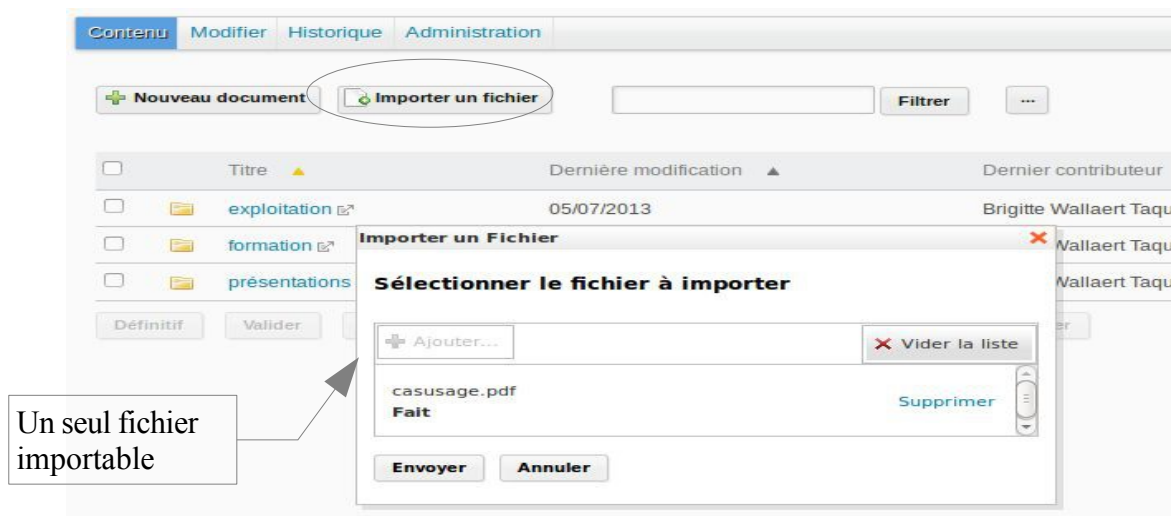 Contenu Modifier Historique Administration
Nouveau document Importer un fichier Filtrer ...
Titre Dernière modification Dernier contributeur
exploitation 05/07/2013 Brigitte Wallaert Taqu
formation Wallaert Taqu
présentations Wallaert Taqu
Importer un Fichier
Sélectionner le fichier à importer
Définitif Valider er
Ajouter... Vider la liste
casusage.pdf
Fait
Supprimer
Envoyer Annuler
Un seul fichier
importable